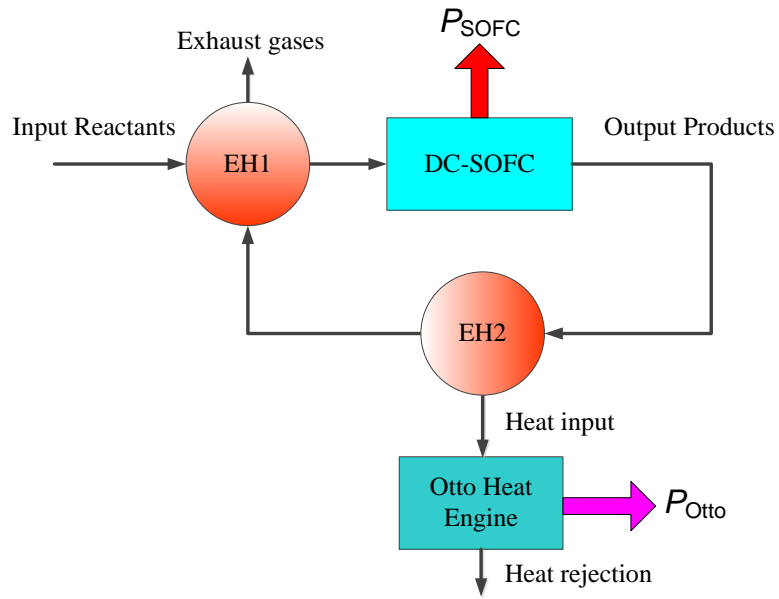 P_SOFC
Exhaust gases
Input Reactants
Output Products
EH1
DC-SOFC
EH2
Heat input
Otto Heat
Engine
P_Otto
Heat rejection